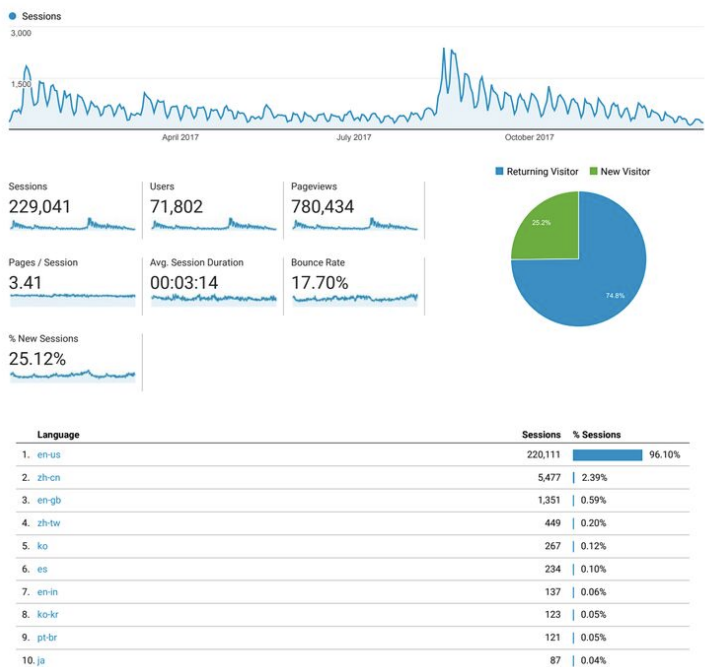 Sessions
3,000
1,500
April 2017 July 2017 October 2017
Returning Visitor New Visitor
Sessions Users Pageviews
229,041 71,802 780,434
25.2%
74.8%
Pages / Session Avg. Session Duration Bounce Rate
3.41 00:03:14 17.70%
% New Sessions
25.12%
Language Sessions % Sessions
1. en-us 220,111 96.10%
2. zh-cn 5,477 2.39%
3. en-gb 1,351 0.59%
4. zh-tw 449 0.20%
5. ko 267 0.12%
6. es 234 0.10%
7. en-in 137 0.06%
8. ko-kr 123 0.05%
9. pt-br 121 0.05%
10. ja 87 0.04%